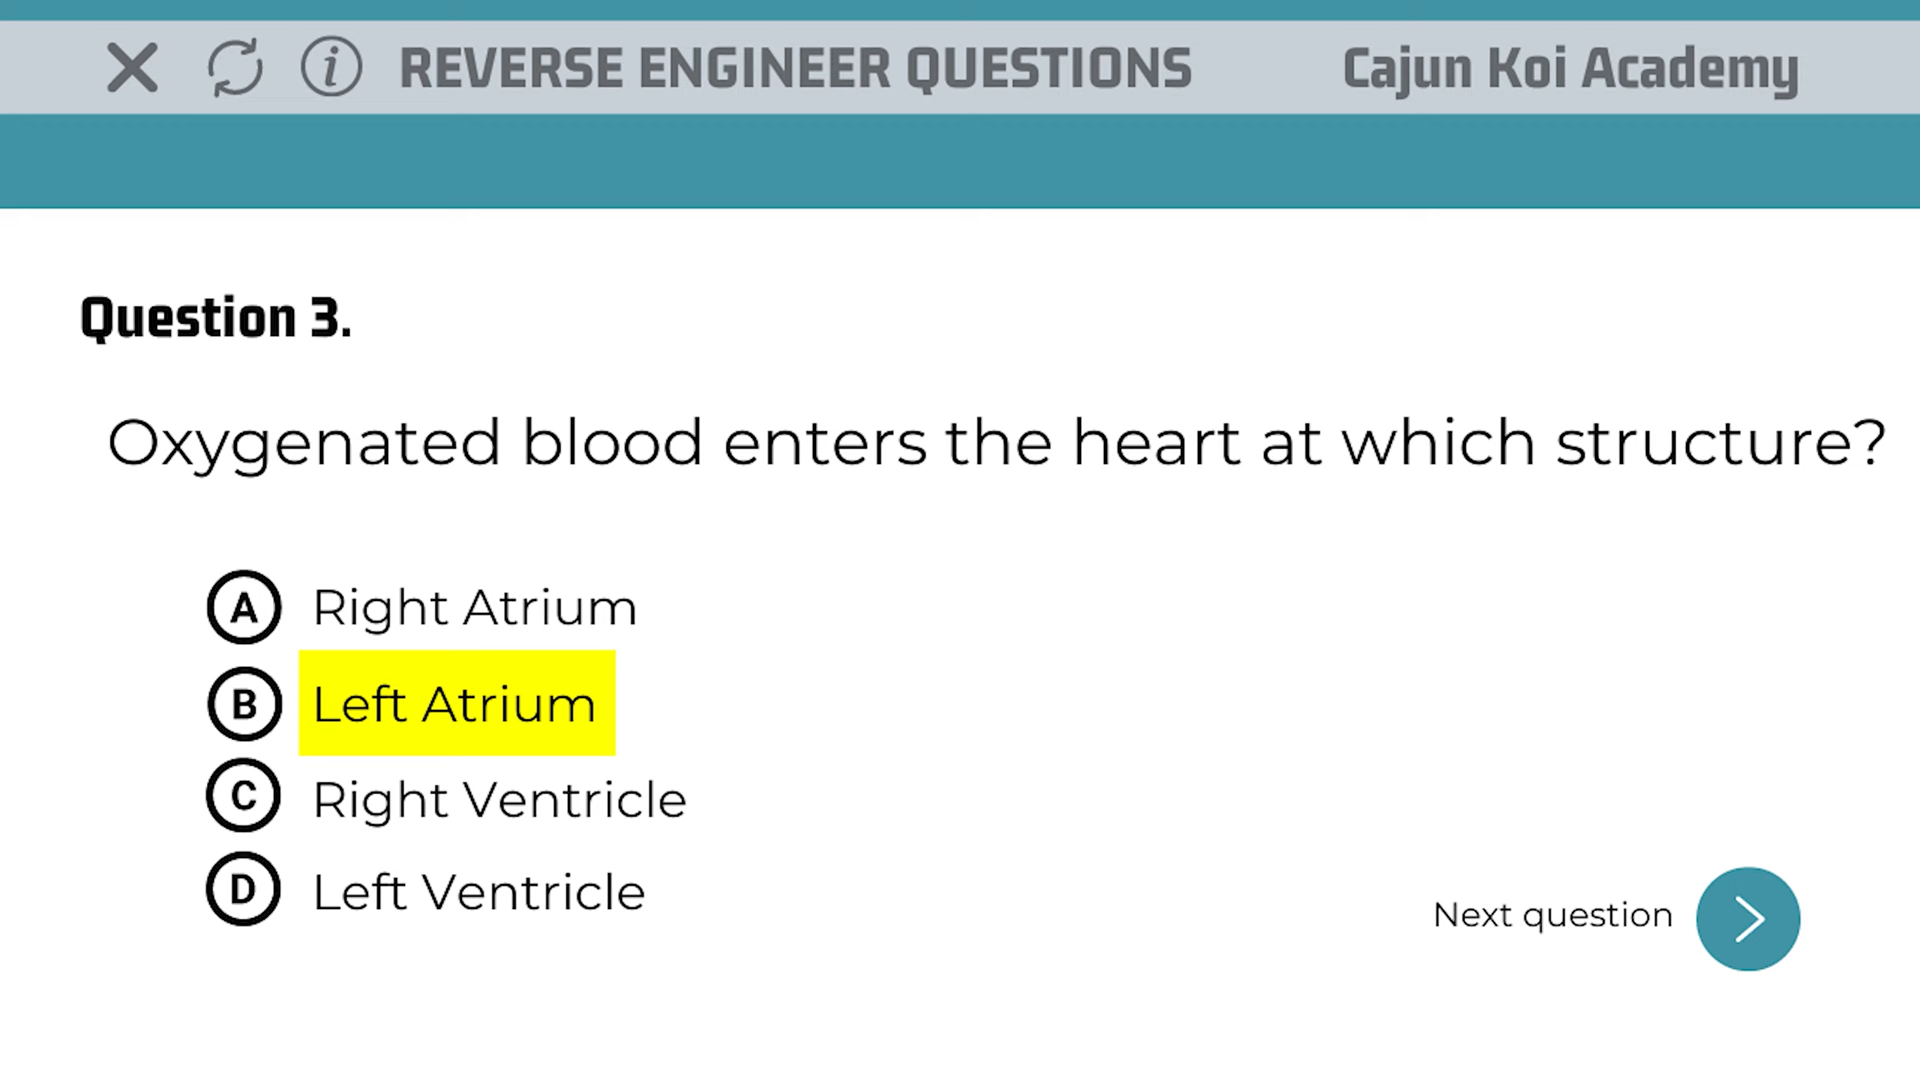 REVERSE ENGINEER QUESTIONS
Cajun Koi Academy
Question 3.
Oxygenated blood enters the heart at which structure?
A Right Atrium
B Left Atrium
C Right Ventricle
D Left Ventricle
Next question